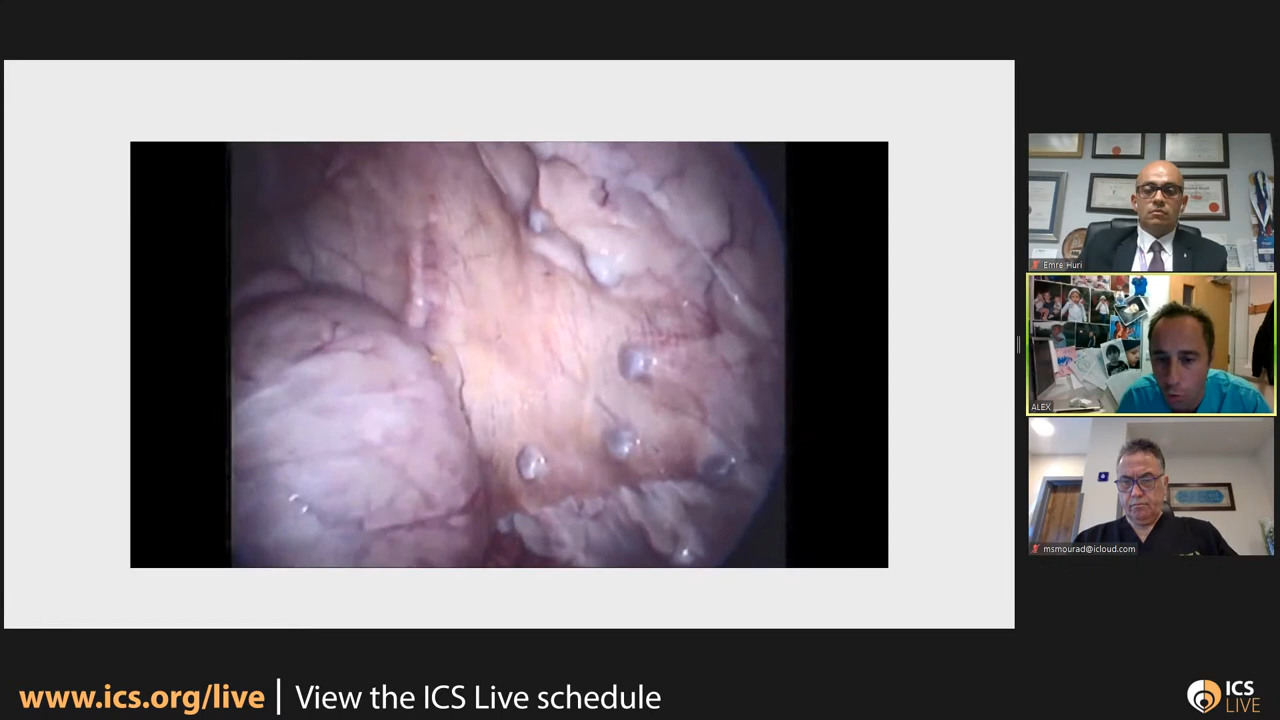 Emre Huri
ALEX
msmourad@icloud.com
www.ics.org/live | View the ICS Live schedule
ICS
LIVE